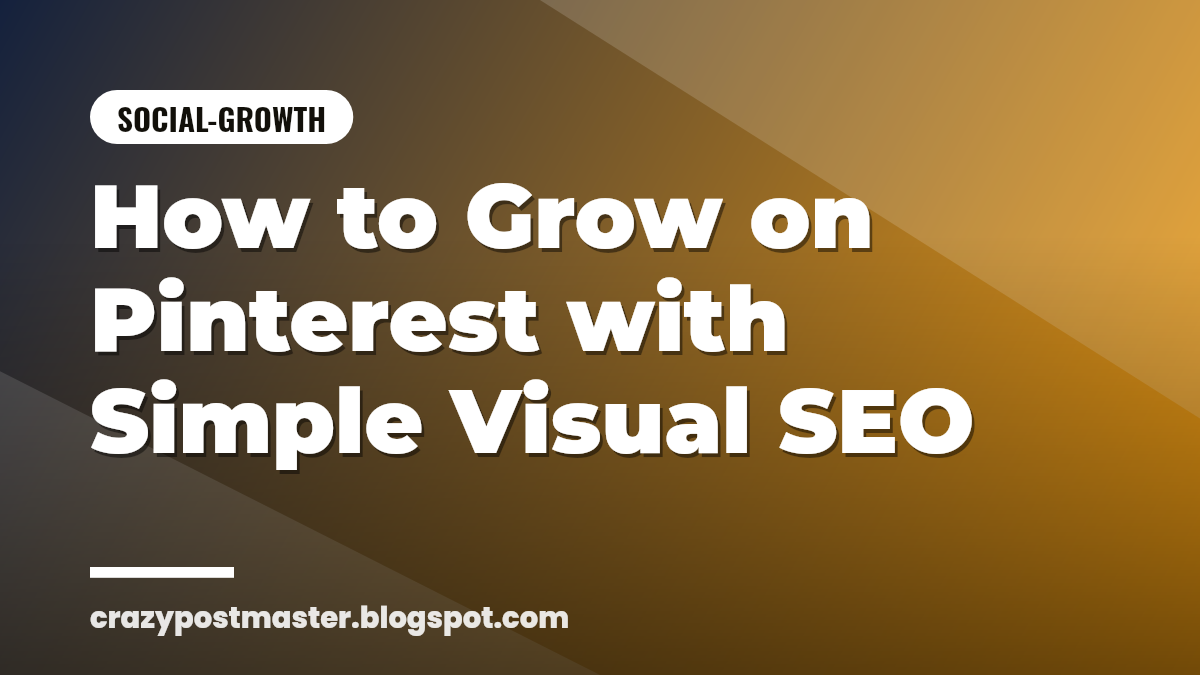 SOCIAL-GROWTH
How to Grow on
Pinterest with
Simple Visual SEO
crazypostmaster.blogspot.com